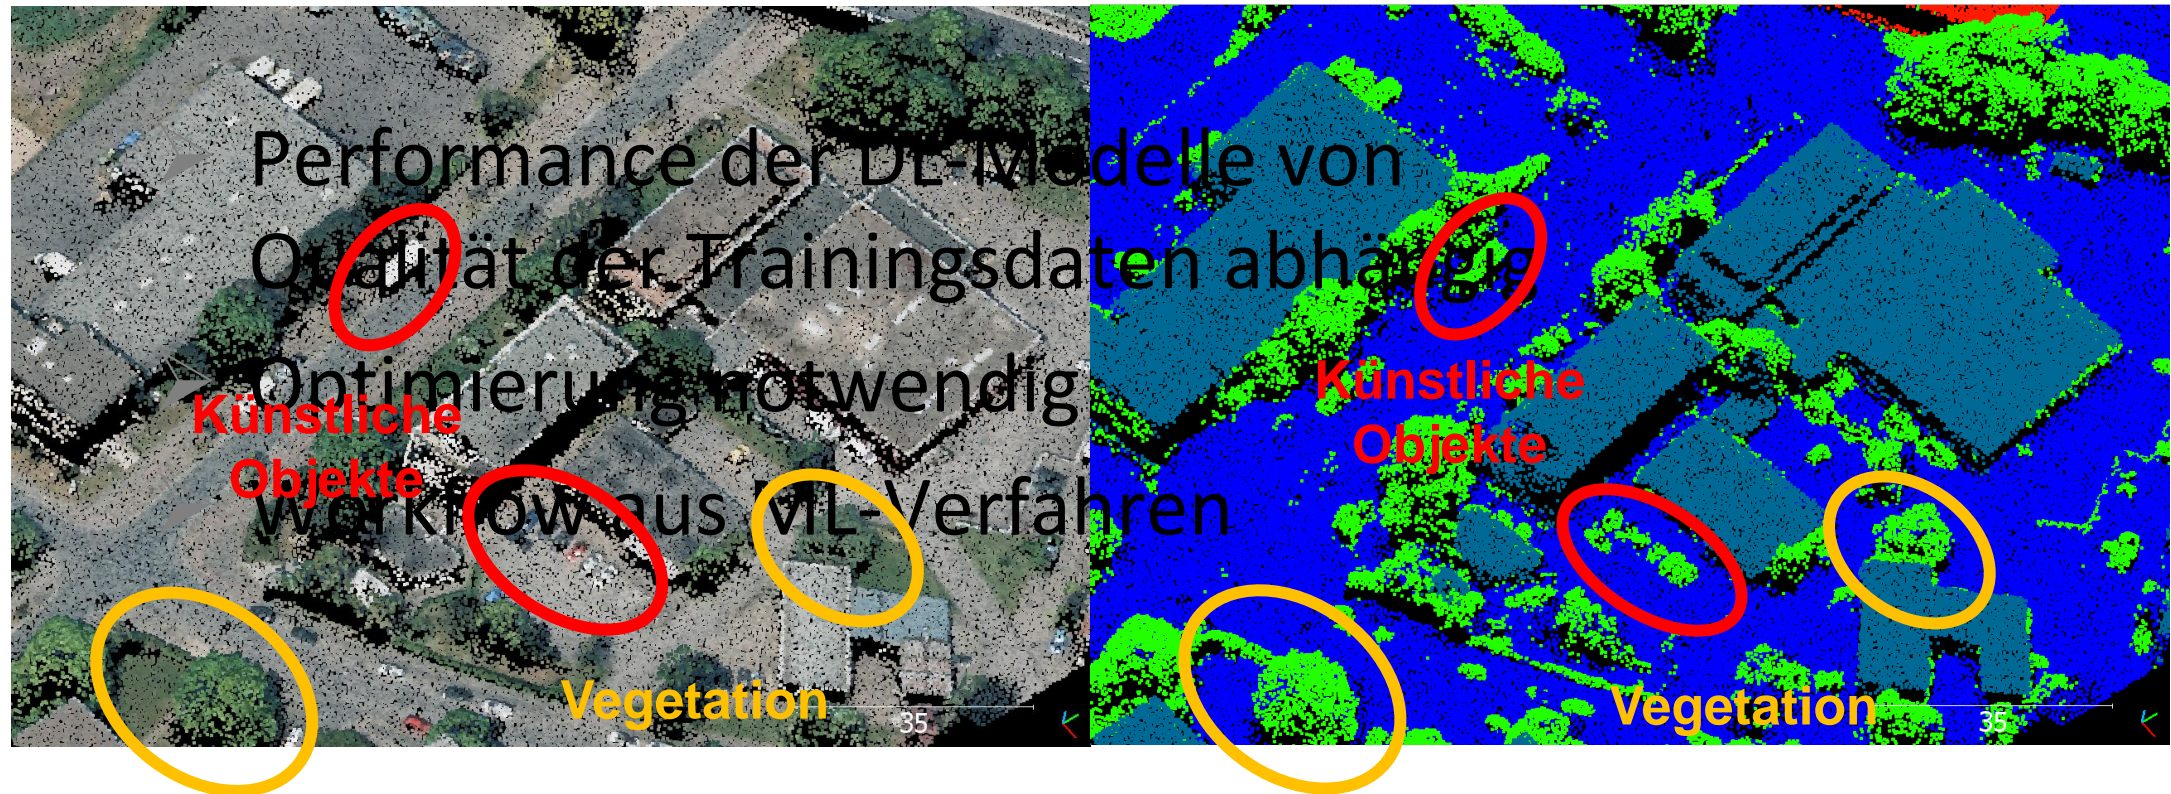 Performance der DL-Modelle von
Qualität der Trainingsdaten abhängig
Optimierung notwendig
Workflow aus ML-Verfahren
Künstliche
Objekte
Künstliche
Objekte
Vegetation
35
Vegetation
35